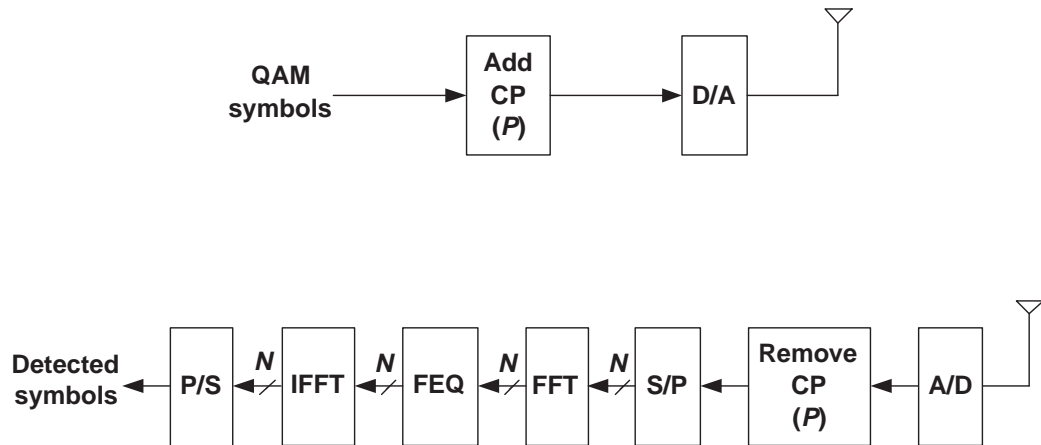 QAM
symbols
Add
CP
(P)
D/A
Detected
symbols
P/S
N
IFFT
N
FEQ
N
FFT
N
S/P
Remove
CP
(P)
A/D